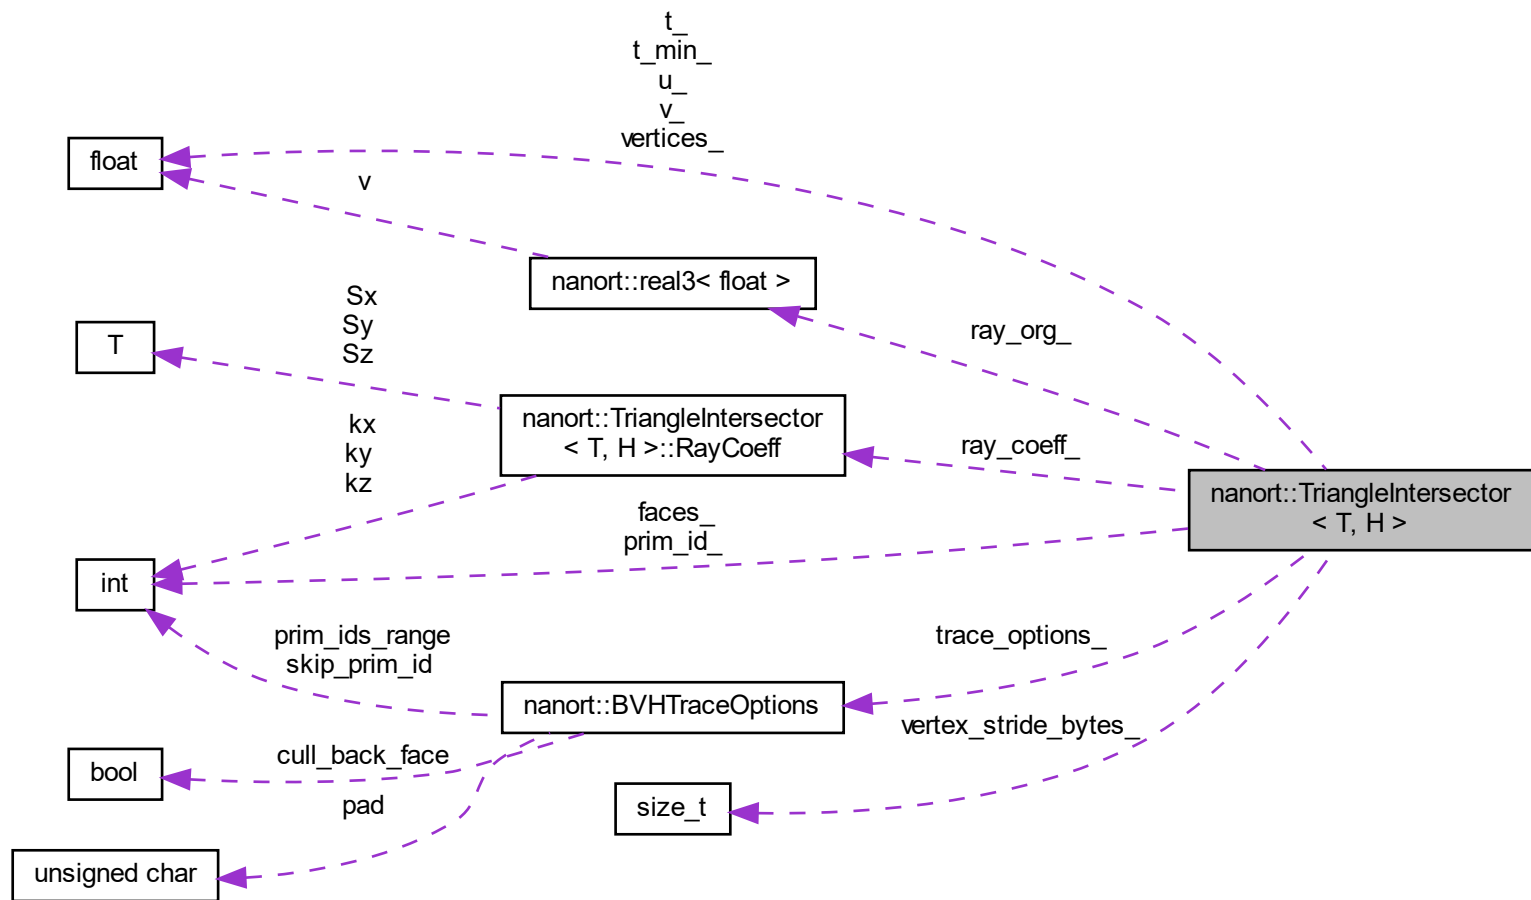 t_
t_min_
u_
v_
vertices_
float
v
nanort::real3< float >
Sx
Sy
Sz
T
ray_org_
nanort::TriangleIntersector
< T, H >::RayCoeff
kx
ky
kz
ray_coeff_
nanort::TriangleIntersector
< T, H >
faces_
prim_id_
int
prim_ids_range
skip_prim_id
trace_options_
nanort::BVHTraceOptions
vertex_stride_bytes_
cull_back_face
bool
pad
size_t
unsigned char